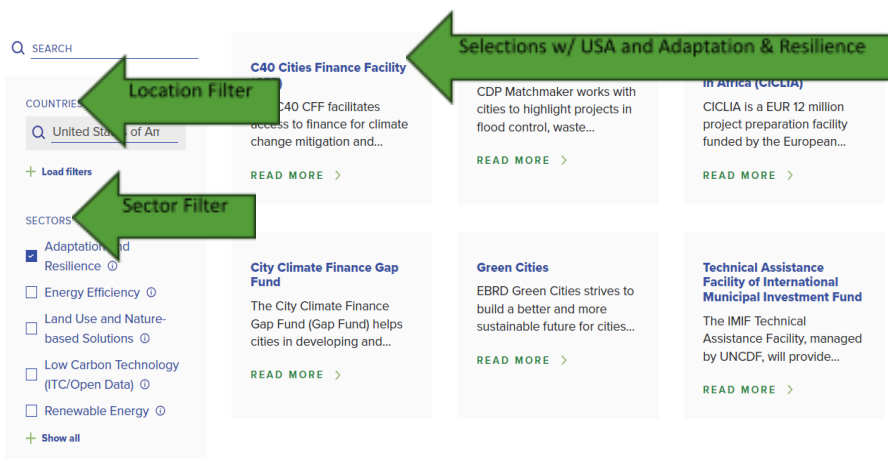 SEARCH
COUNTRIES
United Sta of Am
Load filters
SECTORS
Adaptation and
Resilience
Energy Efficiency
Land Use and Nature-
based Solutions
Low Carbon Technology
(ITC/Open Data)
Renewable Energy
Show all
Location Filter
Sector Filter
Selections w/ USA and Adaptation & Resilience
C40 Cities Finance Facility
C40 CFF facilitates
access to finance for climate
change mitigation and...
READ MORE
CDP Matchmaker works with
cities to highlight projects in
flood control, waste...
READ MORE
in Africa (CICLIA)
CICLIA is a EUR 12 million
project preparation facility
funded by the European...
READ MORE
City Climate Finance Gap
Fund
The City Climate Finance
Gap Fund (Gap Fund) helps
cities in developing and...
READ MORE
Green Cities
EBRD Green Cities strives to
build a better and more
sustainable future for cities...
READ MORE
Technical Assistance
Facility of International
Municipal Investment Fund
The IMIF Technical
Assistance Facility, managed
by UNCDF, will provide...
READ MORE